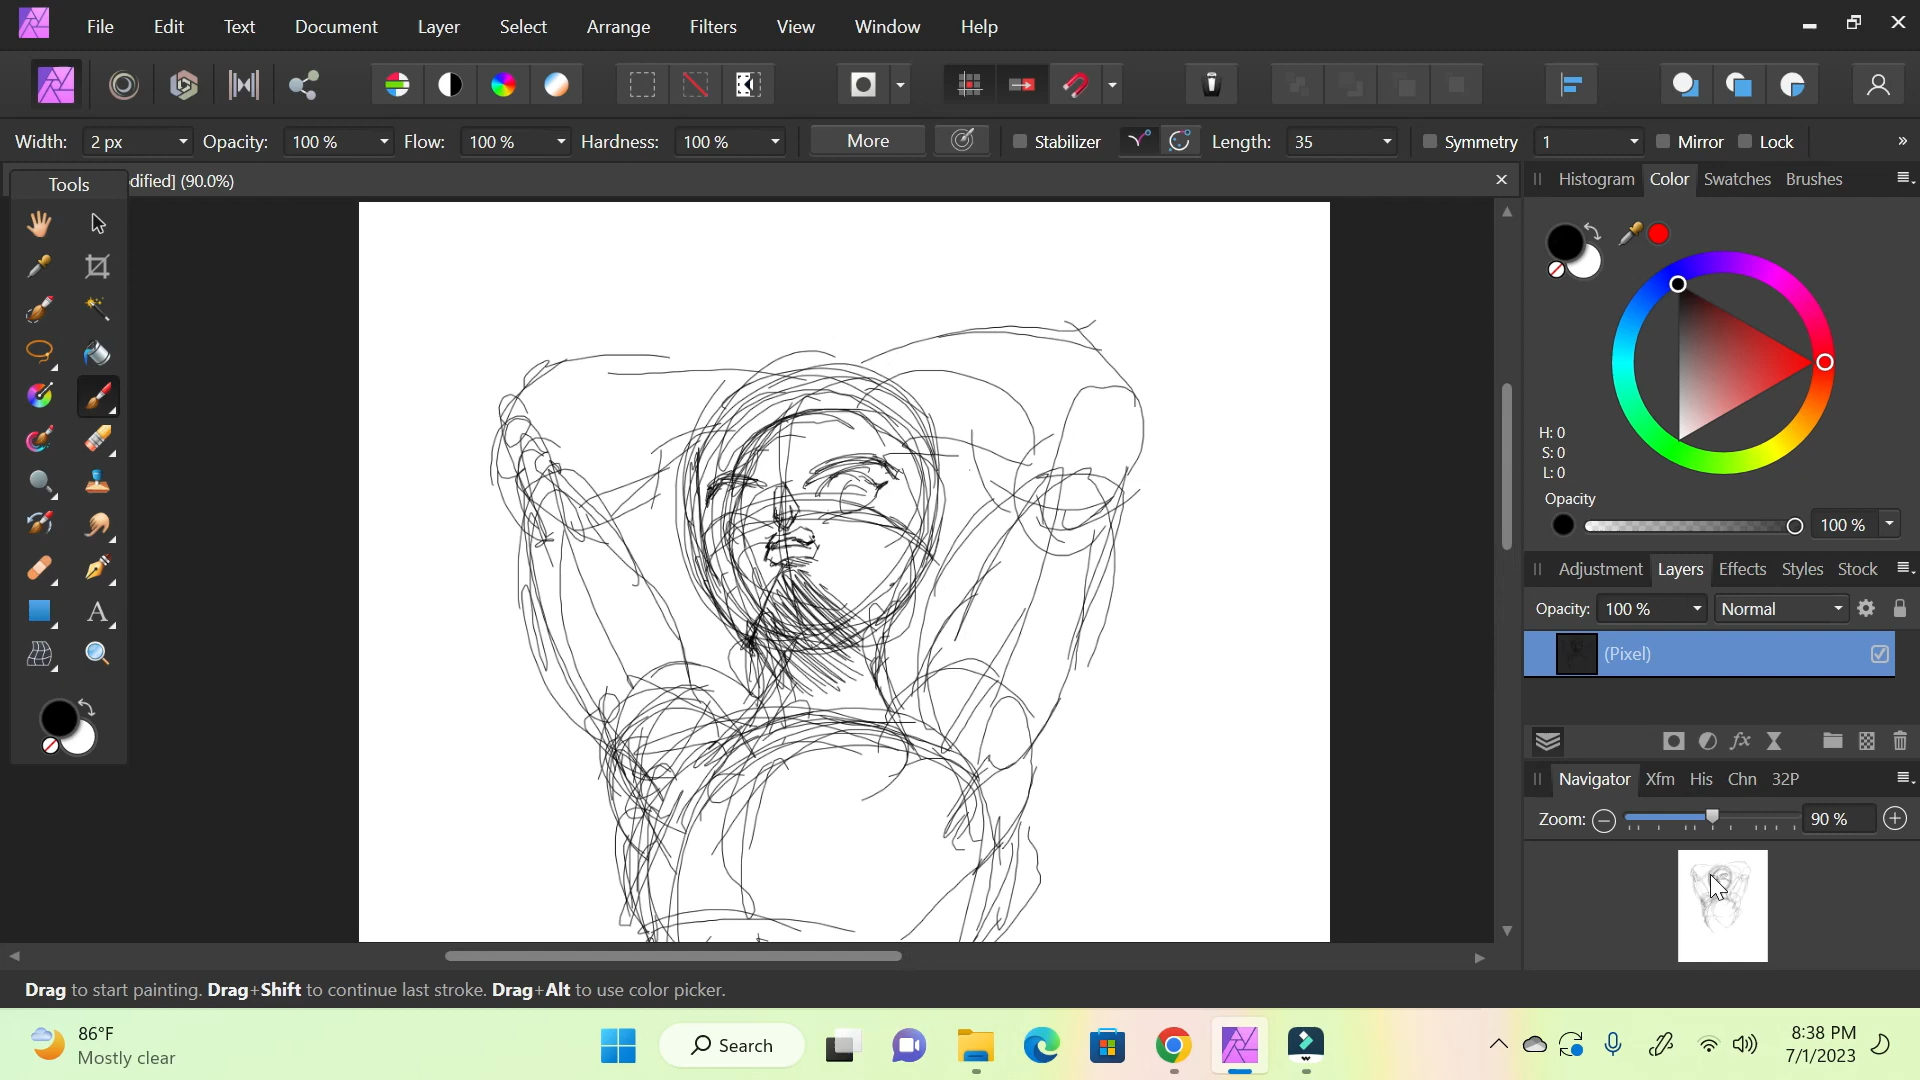 File Edit Text Document Layer Select Arrange Filters View Window Help
Width: 2 px Opacity: 100 % Flow: 100 % Hardness: 100 % More Stabilizer Length: 35 Symmetry 1 Mirror Lock »
Tools
dified] (90.0%)
Histogram Color Swatches Brushes
H: 0
S: 0
L: 0
Opacity
100 %
Adjustment Layers Effects Styles Stock
Opacity: 100 % Normal
(Pixel)
fx
Navigator Xfm His Chn 32P
Zoom: 90 %
A
Drag to start painting. Drag+Shift to continue last stroke. Drag+Alt to use color picker.
86°F
Mostly clear
Search
8:38 PM
7/1/2023